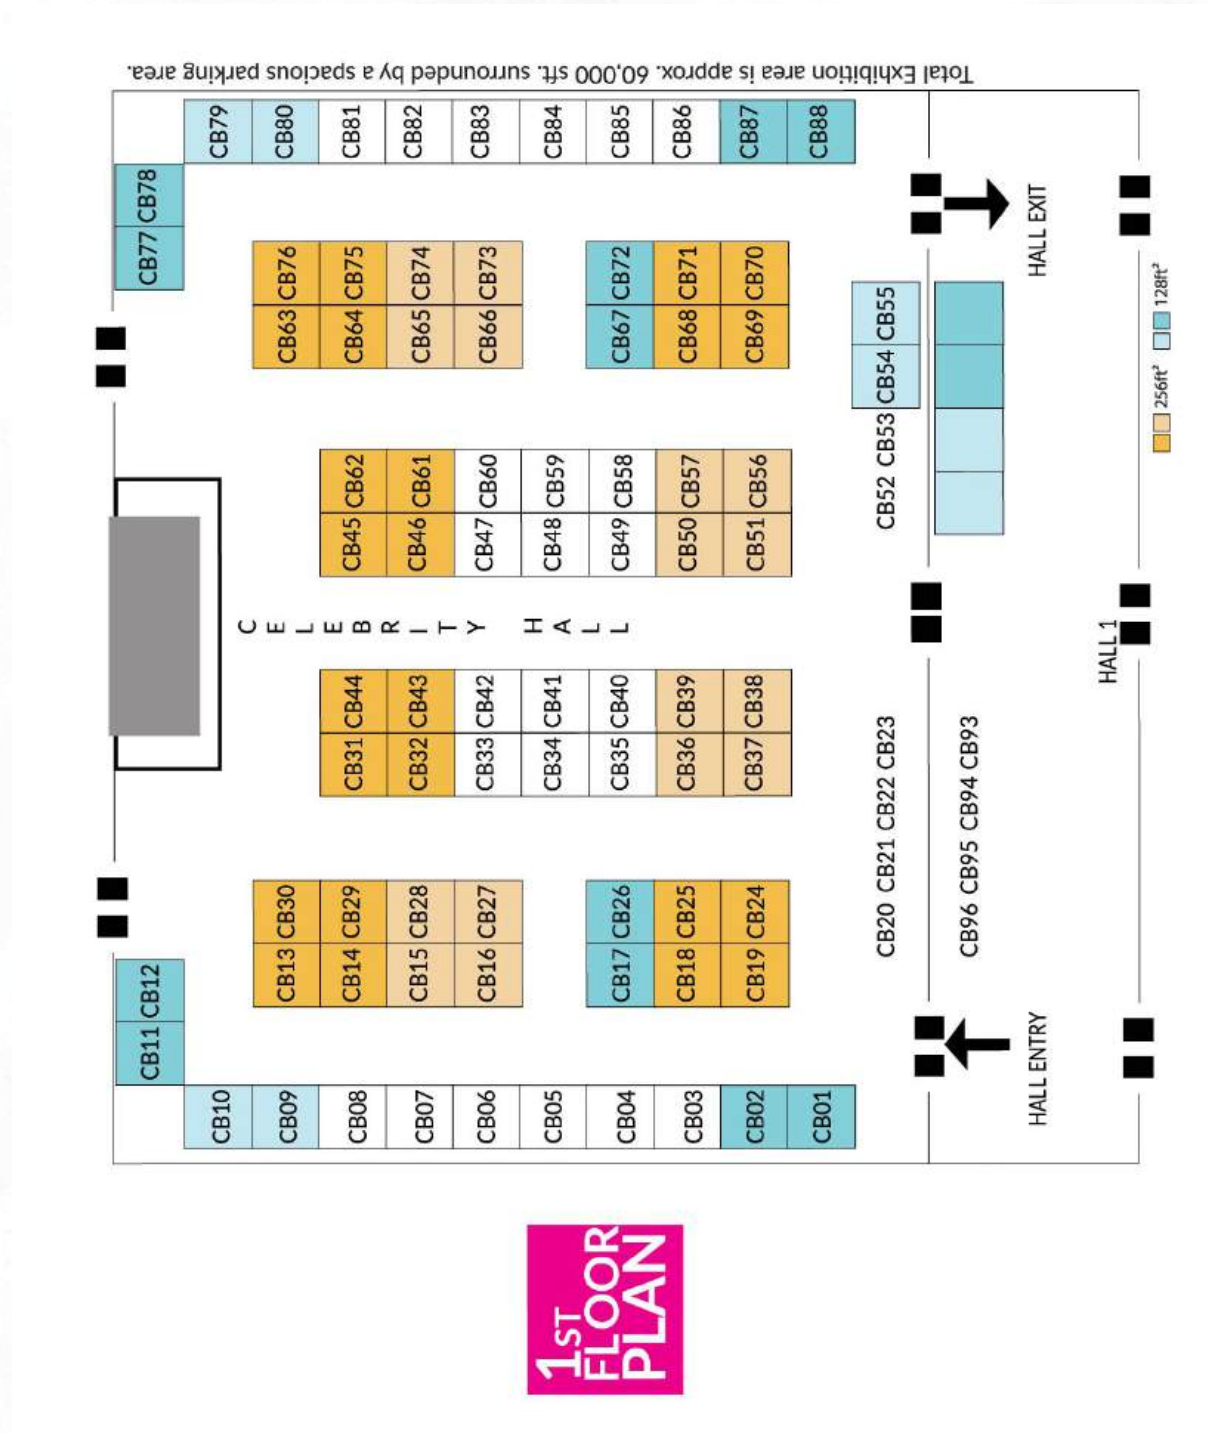 Total Exhibition area is approx. 60,000 sft. surrounded by a spacious parking area.
CB79 CB80 CB81 CB82 CB83 CB84 CB85 CB86 CB87 CB88
CB77 CB78
CB76 CB75 CB74 CB73 CB72 CB71 CB70
CB63 CB64 CB65 CB66 CB67 CB68 CB69
HALL EXIT
CB52 CB53 CB54 CB55
256ft² 128ft²
CB62 CB61 CB60 CB59 CB58 CB57 CB56
CB45 CB46 CB47 CB48 CB49 CB50 CB51
CELEBRITY HALL
HALL 1
CB44 CB43 CB42 CB41 CB40 CB39 CB38
CB31 CB32 CB33 CB34 CB35 CB36 CB37
CB20 CB21 CB22 CB23
CB96 CB95 CB94 CB93
CB30 CB29 CB28 CB27 CB26 CB25 CB24
CB13 CB14 CB15 CB16 CB17 CB18 CB19
CB11 CB12
HALL ENTRY
CB10 CB09 CB08 CB07 CB06 CB05 CB04 CB03 CB02 CB01
1ST
FLOOR
PLAN